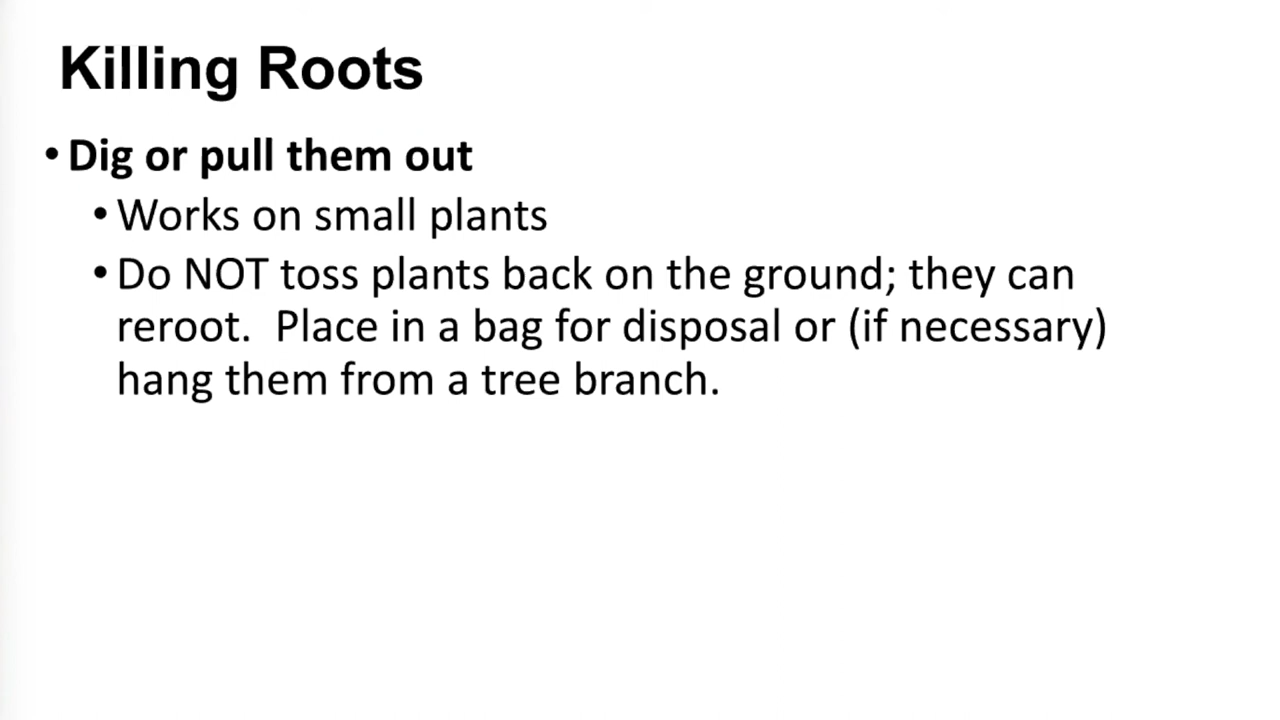 Killing Roots
• Dig or pull them out
• Works on small plants
• Do NOT toss plants back on the ground; they can
reroot.  Place in a bag for disposal or (if necessary)
hang them from a tree branch.